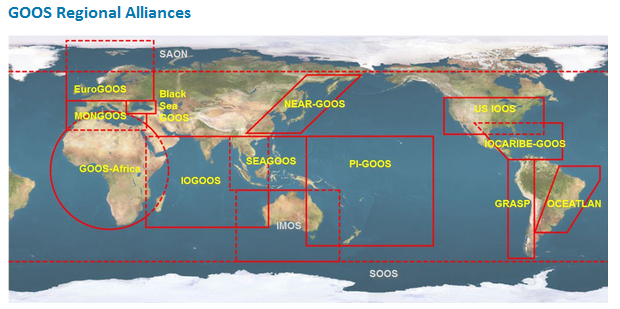 GOOS Regional Alliances
SAON
EuroGOOS
Black
Sea
GOOS
MONGOOS
NEAR-GOOS
US IOOS
IOCARIBE-GOOS
GOOS-Africa
IOGOOS
SEAGOOS
PI-GOOS
GRASP
OCEATLAN
IMOS
SOOS